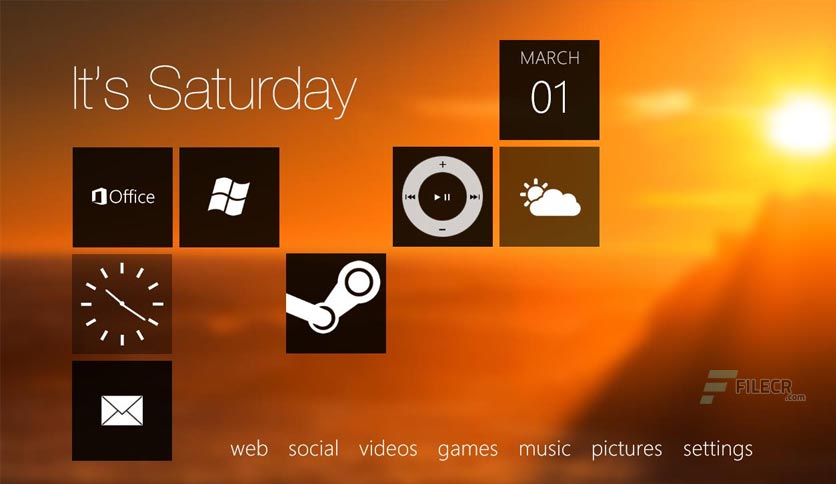 It's Saturday
MARCH
01
Office
FILECR
.com
web social videos games music pictures settings